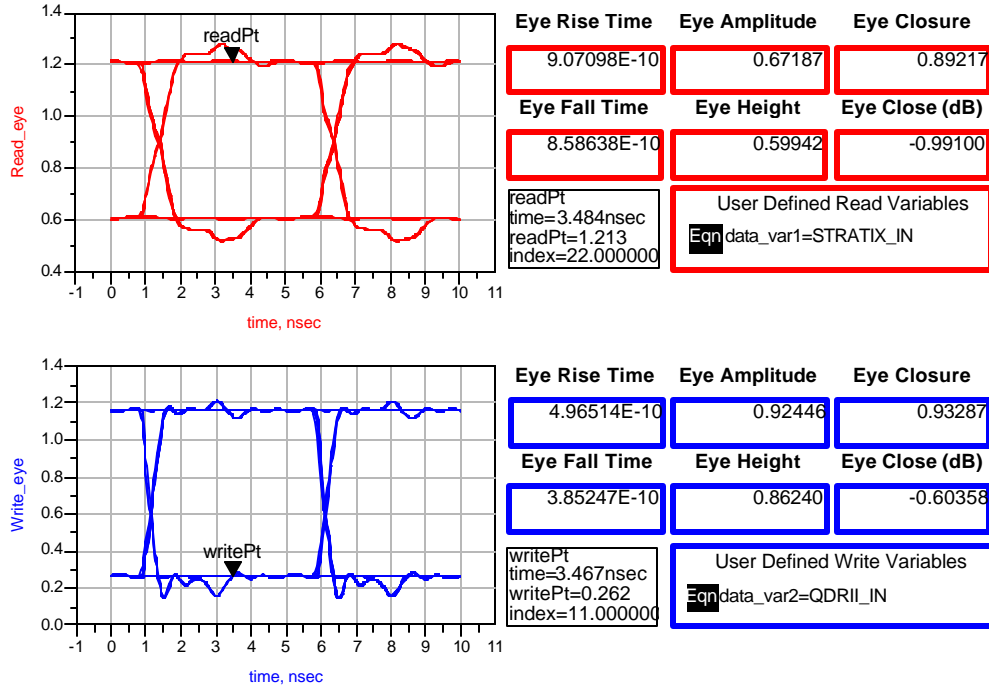 1.4
1.2
1.0
0.8
0.6
0.4
Read_eye
readPt
-1 0 1 2 3 4 5 6 7 8 9 10 11
time, nsec
Eye Rise Time Eye Amplitude Eye Closure
9.07098E-10 0.67187 0.89217
Eye Fall Time Eye Height Eye Close (dB)
8.58638E-10 0.59942 -0.99100
readPt
time=3.484nsec
readPt=1.213
index=22.000000
User Defined Read Variables
Eqn data_var1=STRATIX_IN
1.4
1.2
1.0
0.8
0.6
0.4
0.2
0.0
Write_eye
writePt
-1 0 1 2 3 4 5 6 7 8 9 10 11
time, nsec
Eye Rise Time Eye Amplitude Eye Closure
4.96514E-10 0.92446 0.93287
Eye Fall Time Eye Height Eye Close (dB)
3.85247E-10 0.86240 -0.60358
writePt
time=3.467nsec
writePt=0.262
index=11.000000
User Defined Write Variables
Eqn data_var2=QDRII_IN